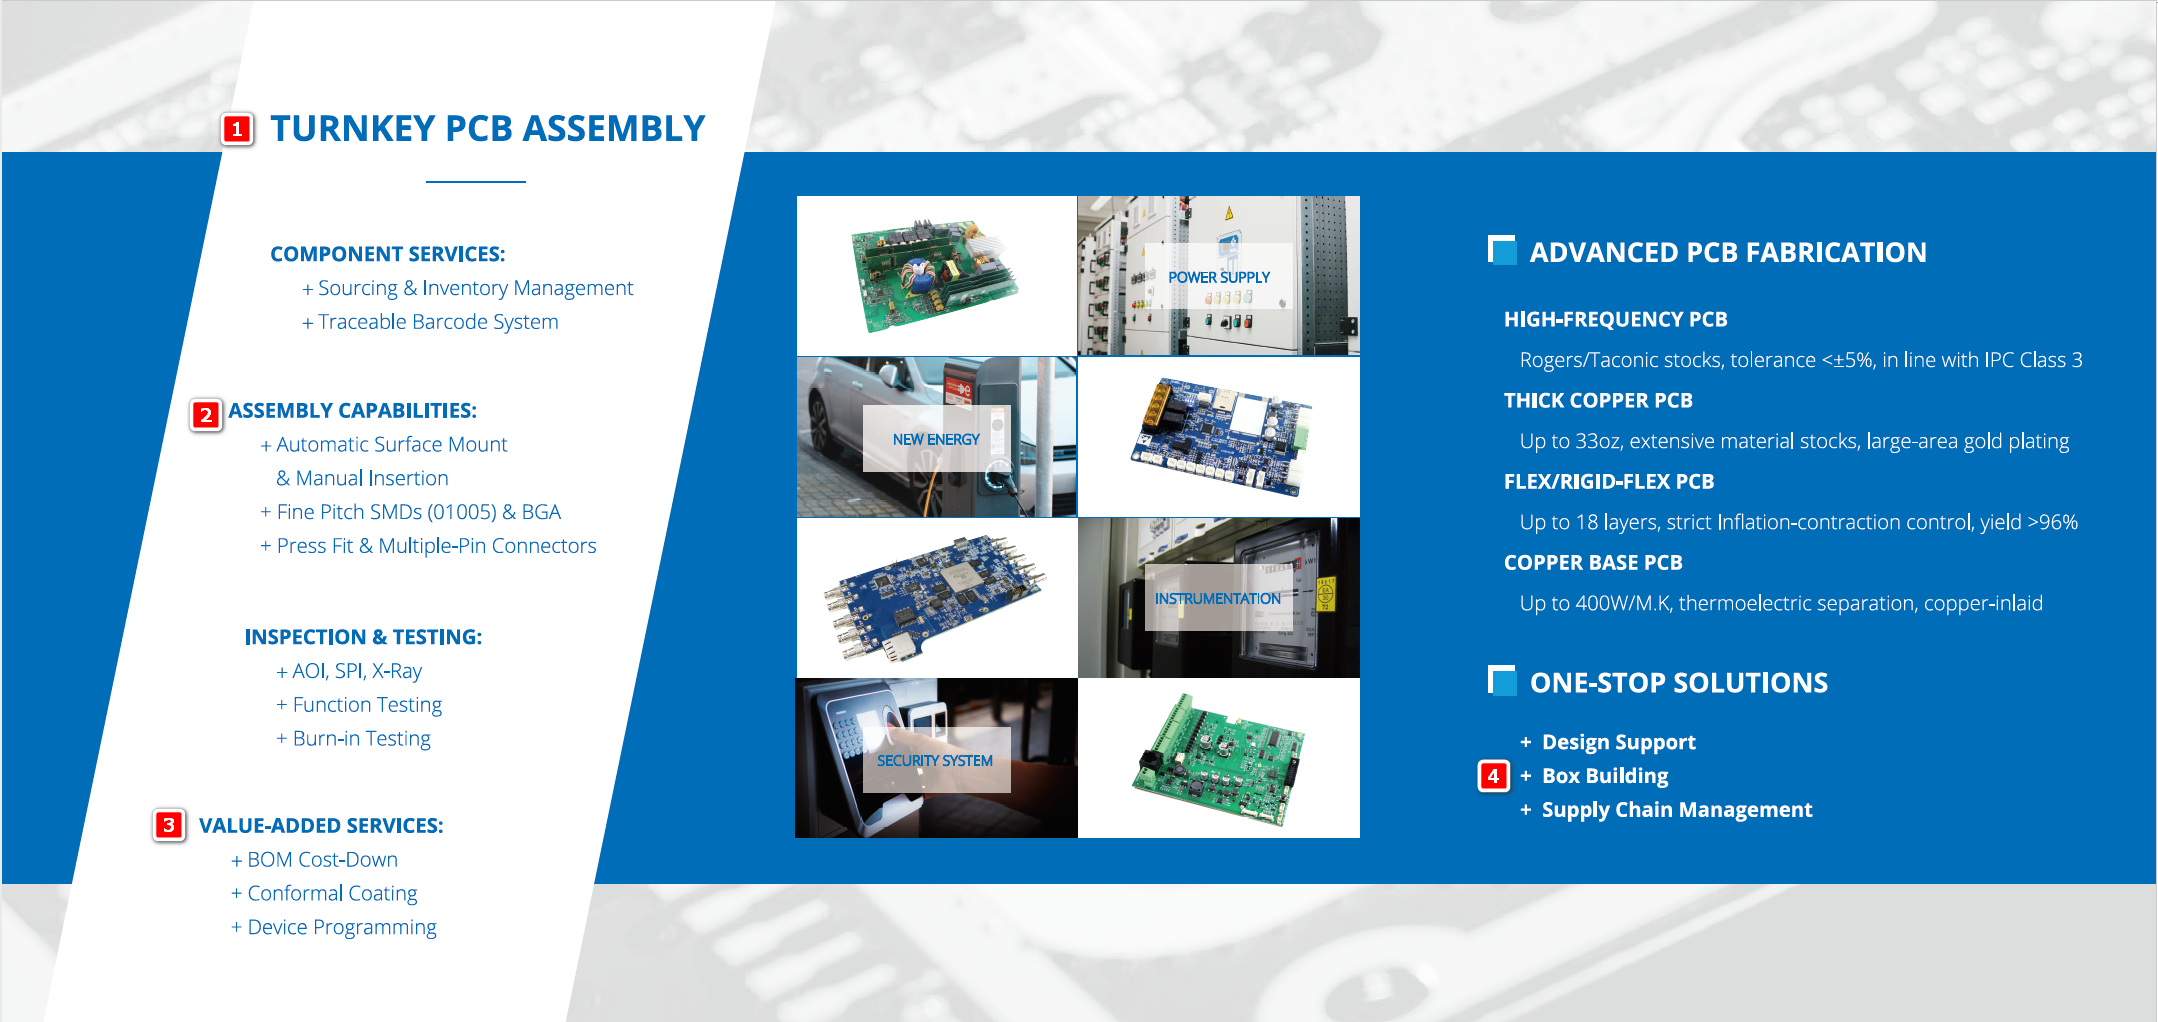 1 TURNKEY PCB ASSEMBLY
COMPONENT SERVICES:
+ Sourcing & Inventory Management
+ Traceable Barcode System
2 ASSEMBLY CAPABILITIES:
+ Automatic Surface Mount
& Manual Insertion
+ Fine Pitch SMDs (01005) & BGA
+ Press Fit & Multiple-Pin Connectors
INSPECTION & TESTING:
+ AOI, SPI, X-Ray
+ Function Testing
+ Burn-in Testing
3 VALUE-ADDED SERVICES:
+ BOM Cost-Down
+ Conformal Coating
+ Device Programming
POWER SUPPLY
NEW ENERGY
INSTRUMENTATION
SECURITY SYSTEM
ADVANCED PCB FABRICATION
HIGH-FREQUENCY PCB
Rogers/Taconic stocks, tolerance <±5%, in line with IPC Class 3
THICK COPPER PCB
Up to 33oz, extensive material stocks, large-area gold plating
FLEX/RIGID-FLEX PCB
Up to 18 layers, strict Inflation-contraction control, yield >96%
COPPER BASE PCB
Up to 400W/M.K, thermoelectric separation, copper-inlaid
ONE-STOP SOLUTIONS
+ Design Support
4 + Box Building
+ Supply Chain Management